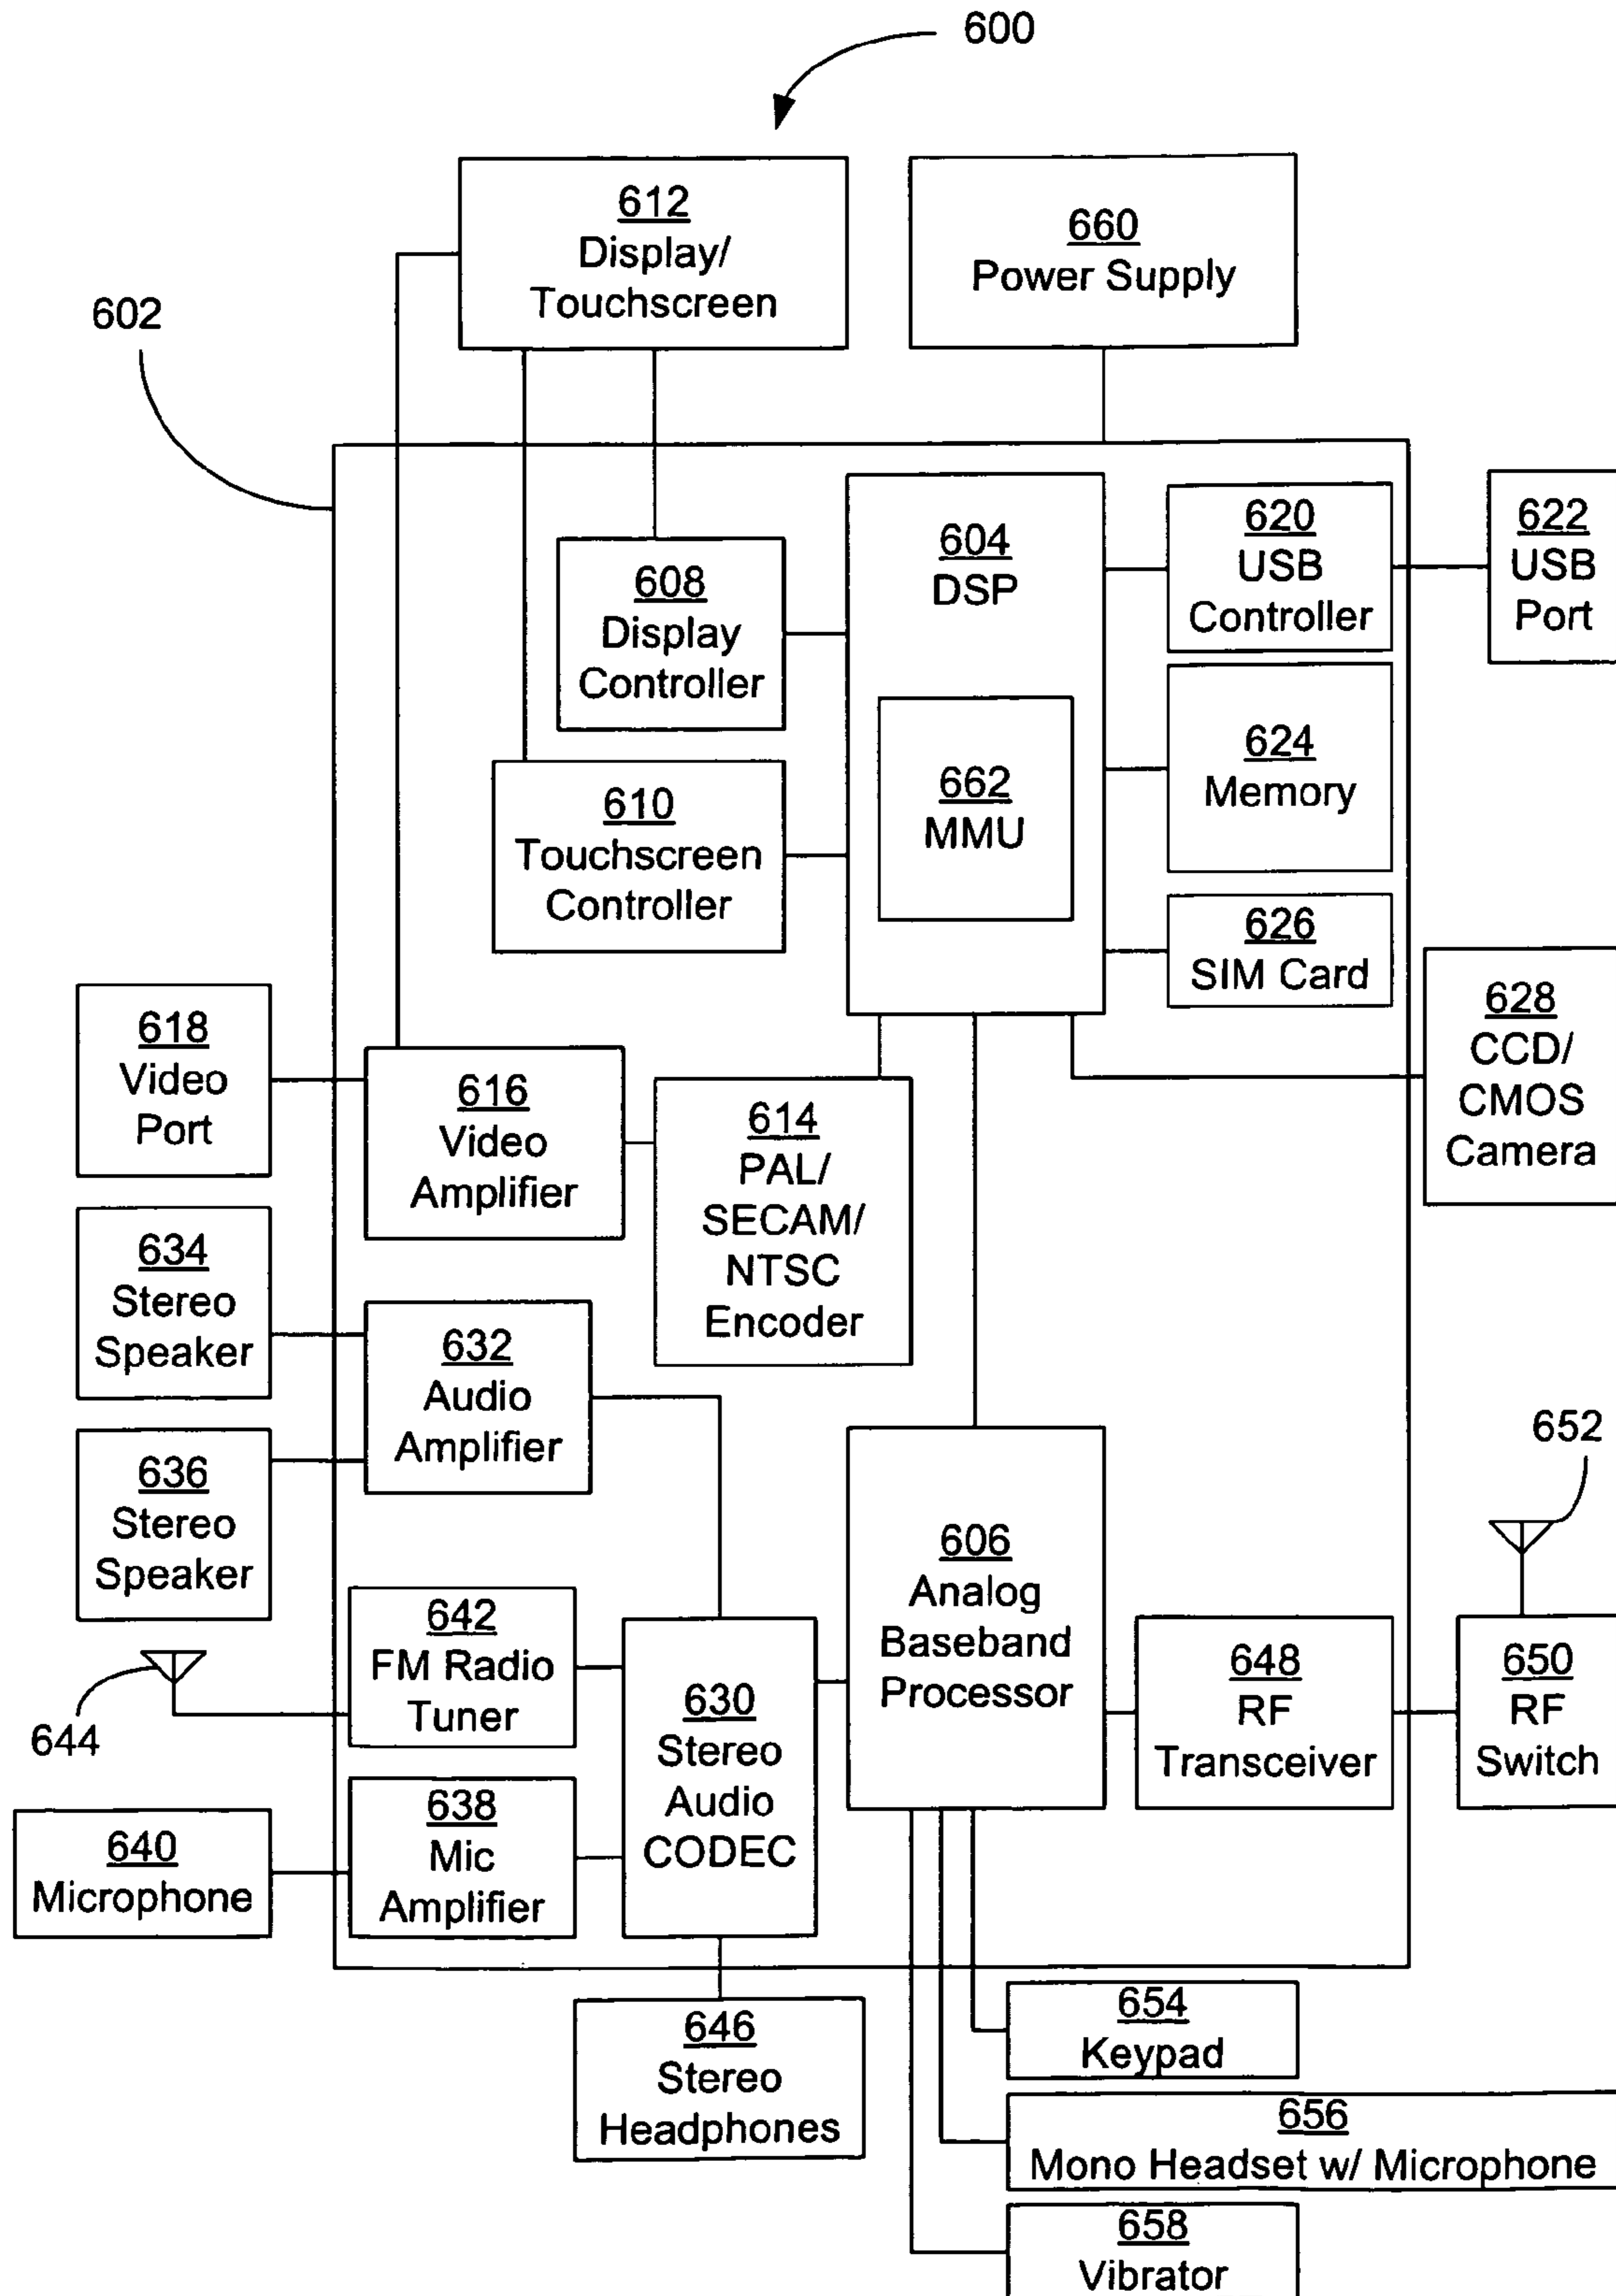 600
612
Display/
Touchscreen
660
Power Supply
602
604
DSP
620
USB
Controller
622
USB
Port
608
Display
Controller
662
MMU
624
Memory
610
Touchscreen
Controller
626
SIM Card
628
CCD/
CMOS
Camera
618
Video
Port
616
Video
Amplifier
614
PAL/
SECAM/
NTSC
Encoder
634
Stereo
Speaker
632
Audio
Amplifier
636
Stereo
Speaker
606
Analog
Baseband
Processor
652
642
FM Radio
Tuner
644
630
Stereo
Audio
CODEC
648
RF
Transceiver
650
RF
Switch
638
Mic
Amplifier
640
Microphone
646
Stereo
Headphones
654
Keypad
656
Mono Headset w/ Microphone
658
Vibrator